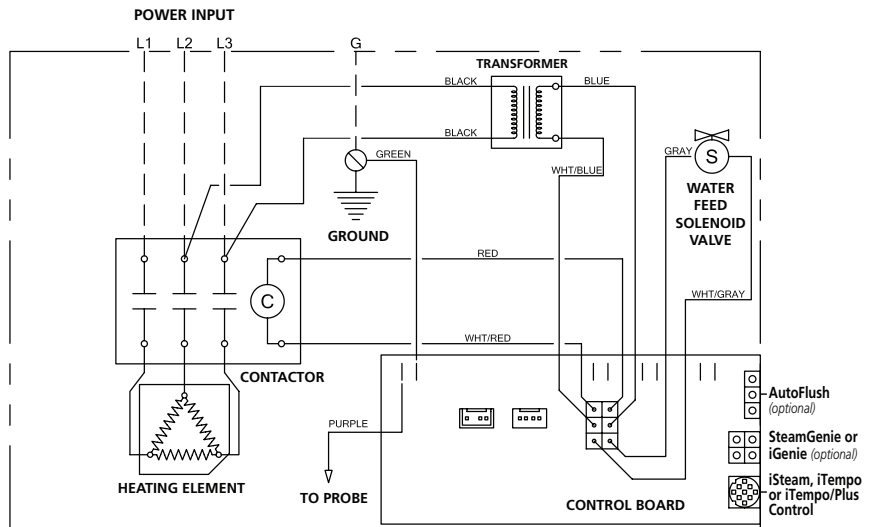 POWER INPUT
L1 L2 L3 G
TRANSFORMER
BLACK
BLUE
BLACK
GREEN
GRAY
S
WHT/BLUE
WATER
FEED
SOLENOID
VALVE
GROUND
RED
WHT/GRAY
C
WHT/RED
CONTACTOR
AutoFlush
(optional)
PURPLE
SteamGenie or
iGenie (optional)
HEATING ELEMENT
TO PROBE
CONTROL BOARD
iSteam, iTempo
or iTempo/Plus
Control